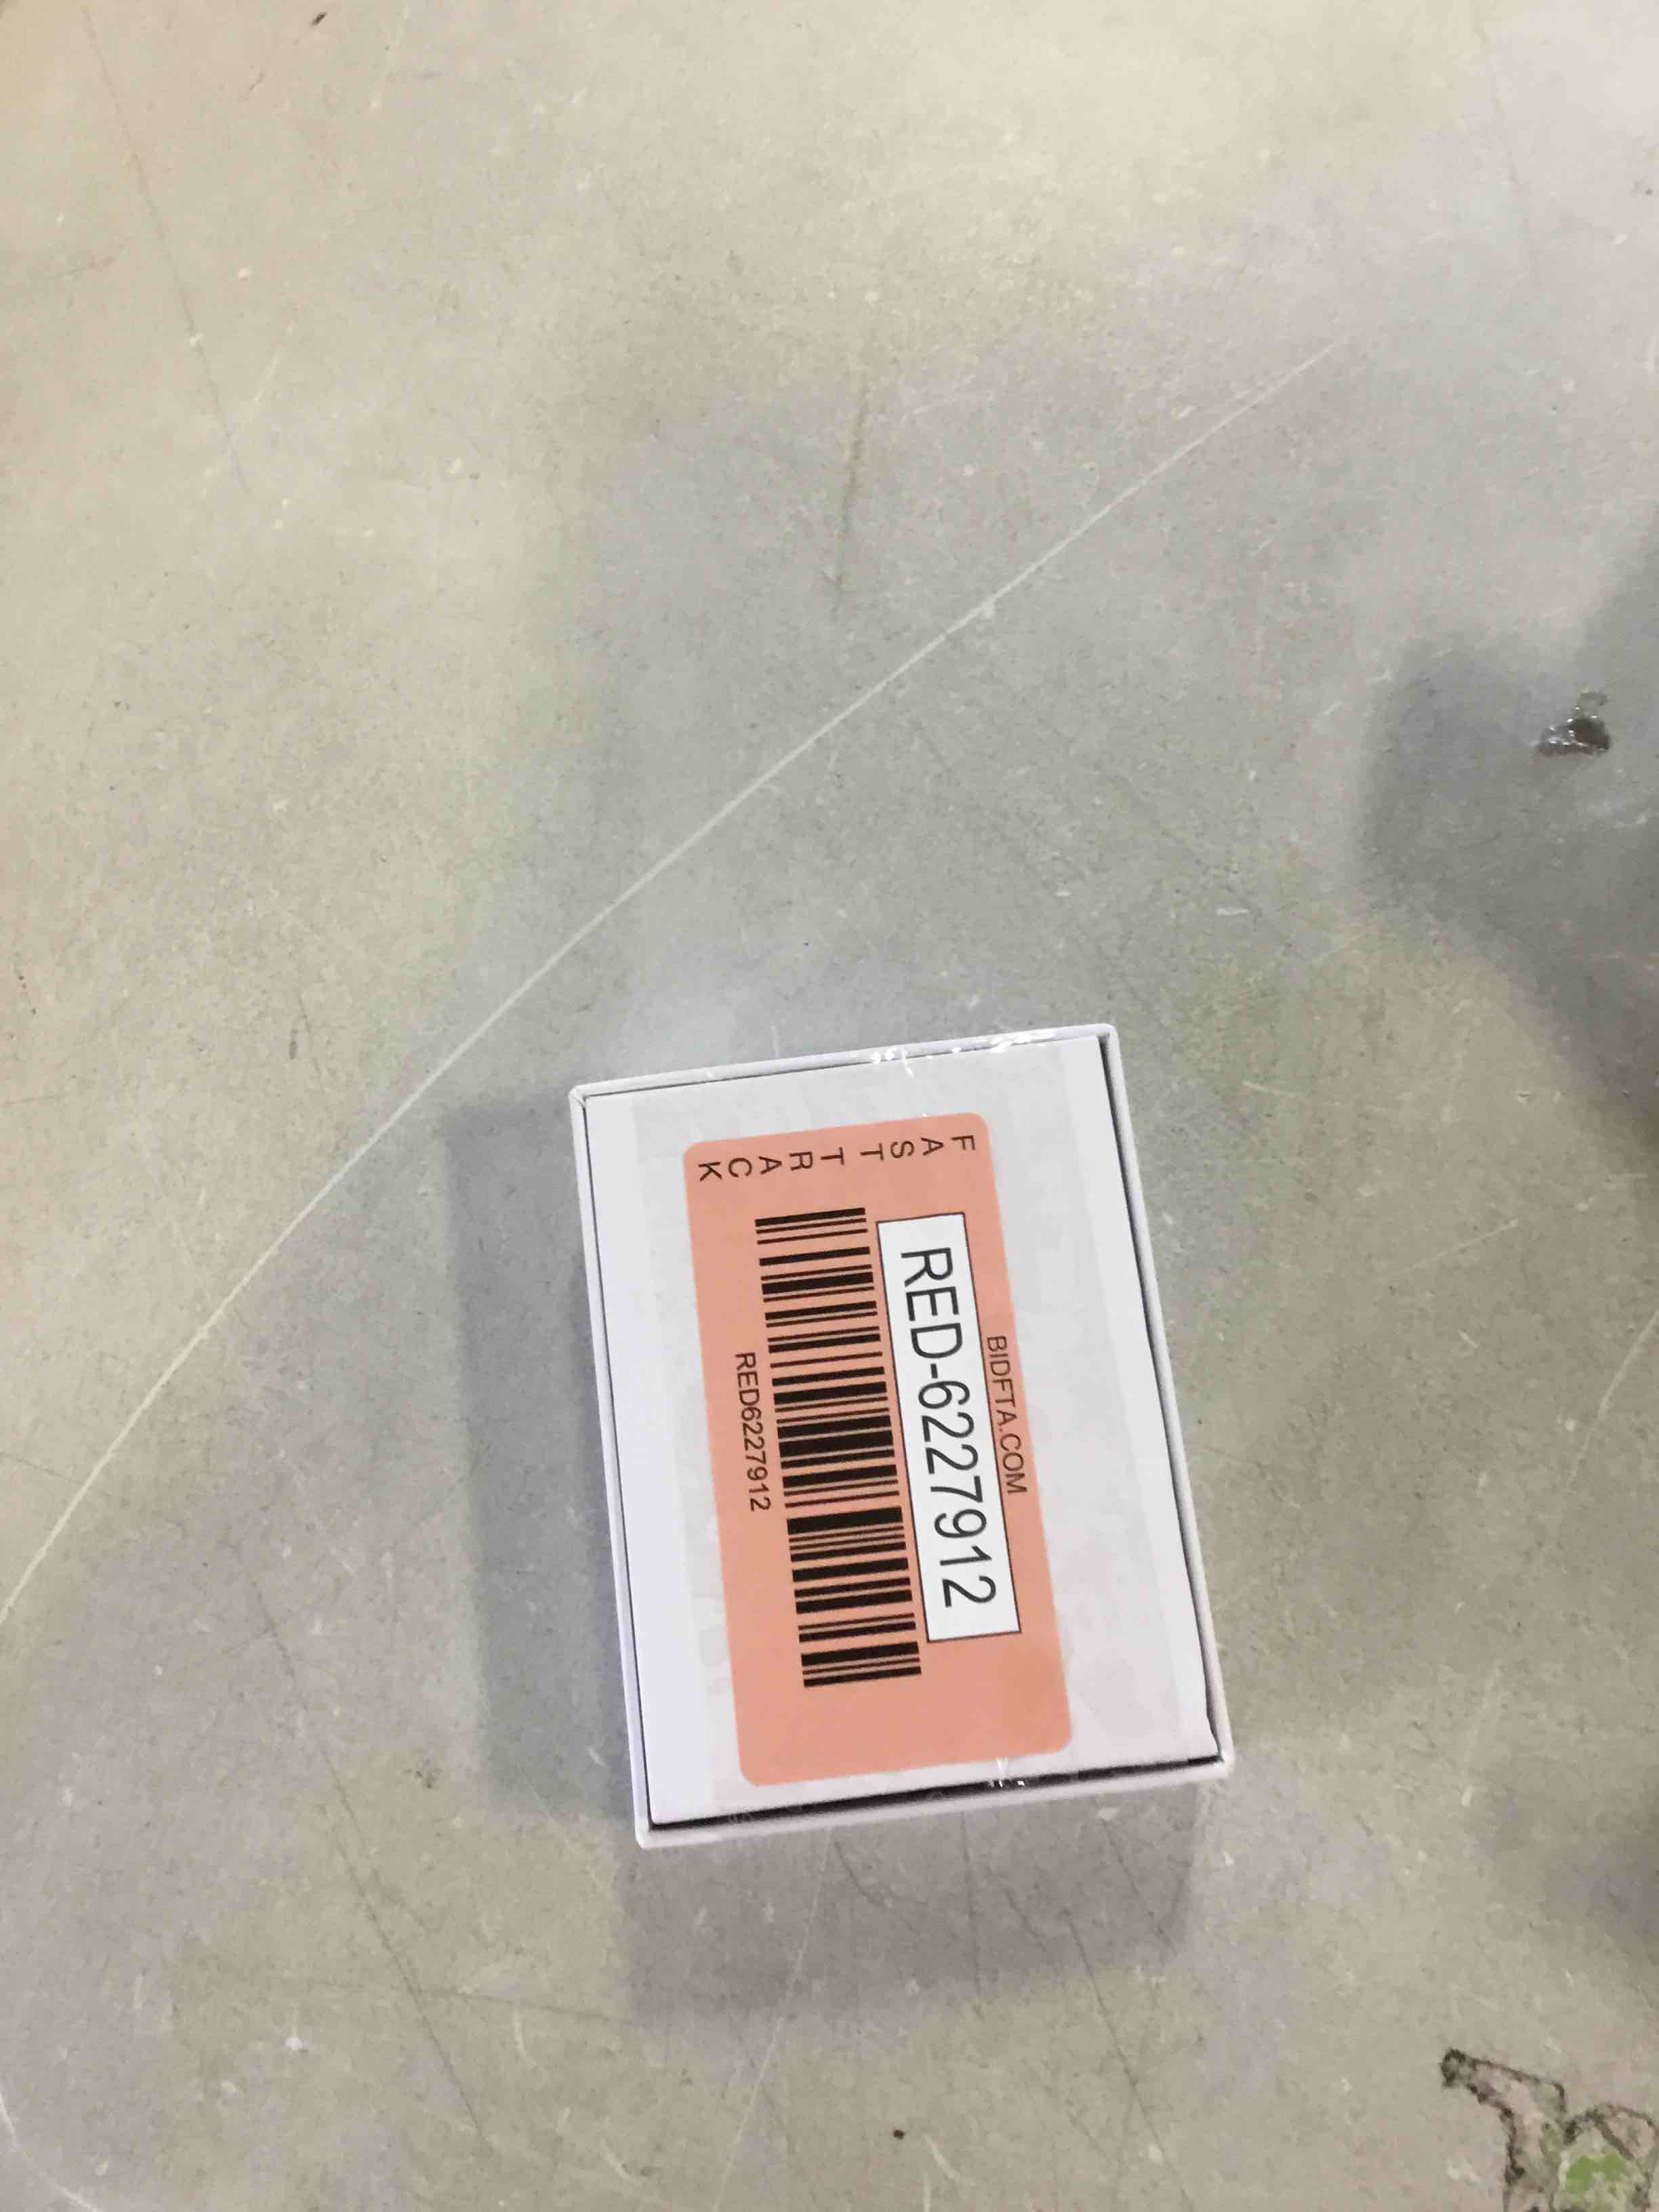 FAST TRACK
BIDFTA.COM
RED-6227912
RED6227912